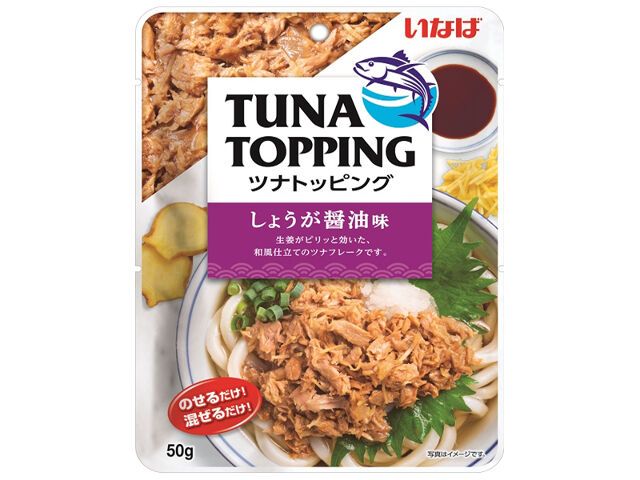 いなば
TUNA
TOPPING
ツナトッピング
しょうが醤油味
生姜がピリッと効いた、
和風仕立てのツナフレークです。
のせるだけ!
混ぜるだけ!
50g
写真はイメージです。